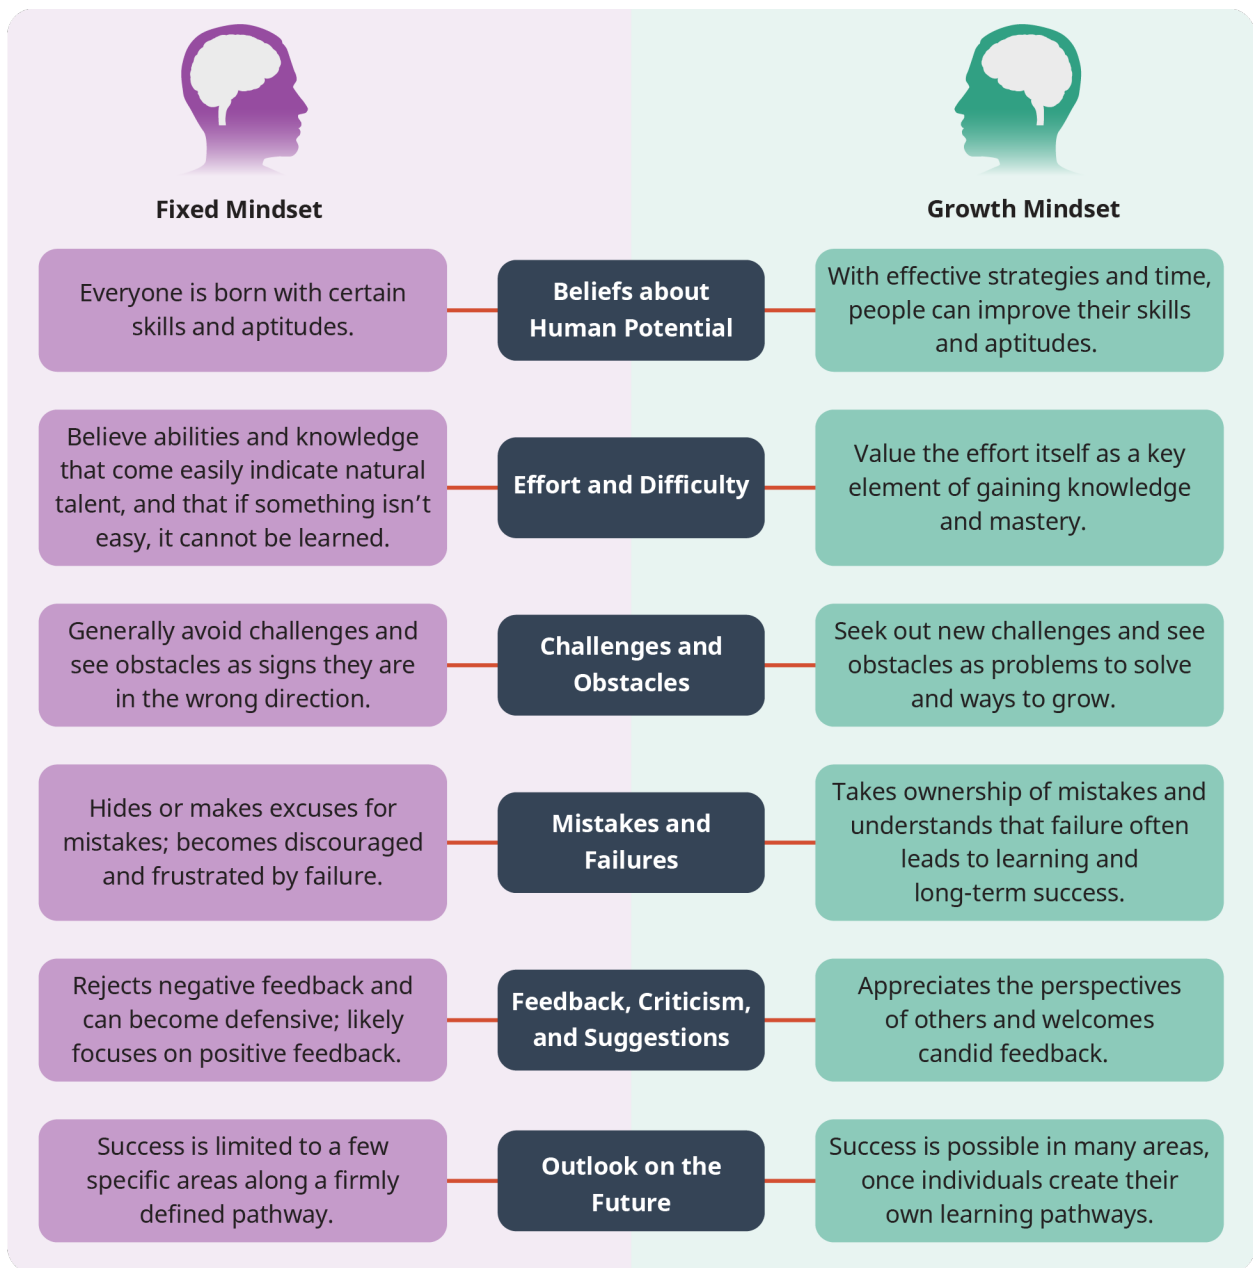 Fixed Mindset
Growth Mindset
Everyone is born with certain
skills and aptitudes.
Beliefs about
Human Potential
With effective strategies and time,
people can improve their skills
and aptitudes.
Believe abilities and knowledge
that come easily indicate natural
talent, and that if something isn’t
easy, it cannot be learned.
Effort and Difficulty
Value the effort itself as a key
element of gaining knowledge
and mastery.
Generally avoid challenges and
see obstacles as signs they are
in the wrong direction.
Challenges and
Obstacles
Seek out new challenges and see
obstacles as problems to solve
and ways to grow.
Hides or makes excuses for
mistakes; becomes discouraged
and frustrated by failure.
Mistakes and
Failures
Takes ownership of mistakes and
understands that failure often
leads to learning and
long-term success.
Rejects negative feedback and
can become defensive; likely
focuses on positive feedback.
Feedback, Criticism,
and Suggestions
Appreciates the perspectives
of others and welcomes
candid feedback.
Success is limited to a few
specific areas along a firmly
defined pathway.
Outlook on the
Future
Success is possible in many areas,
once individuals create their
own learning pathways.